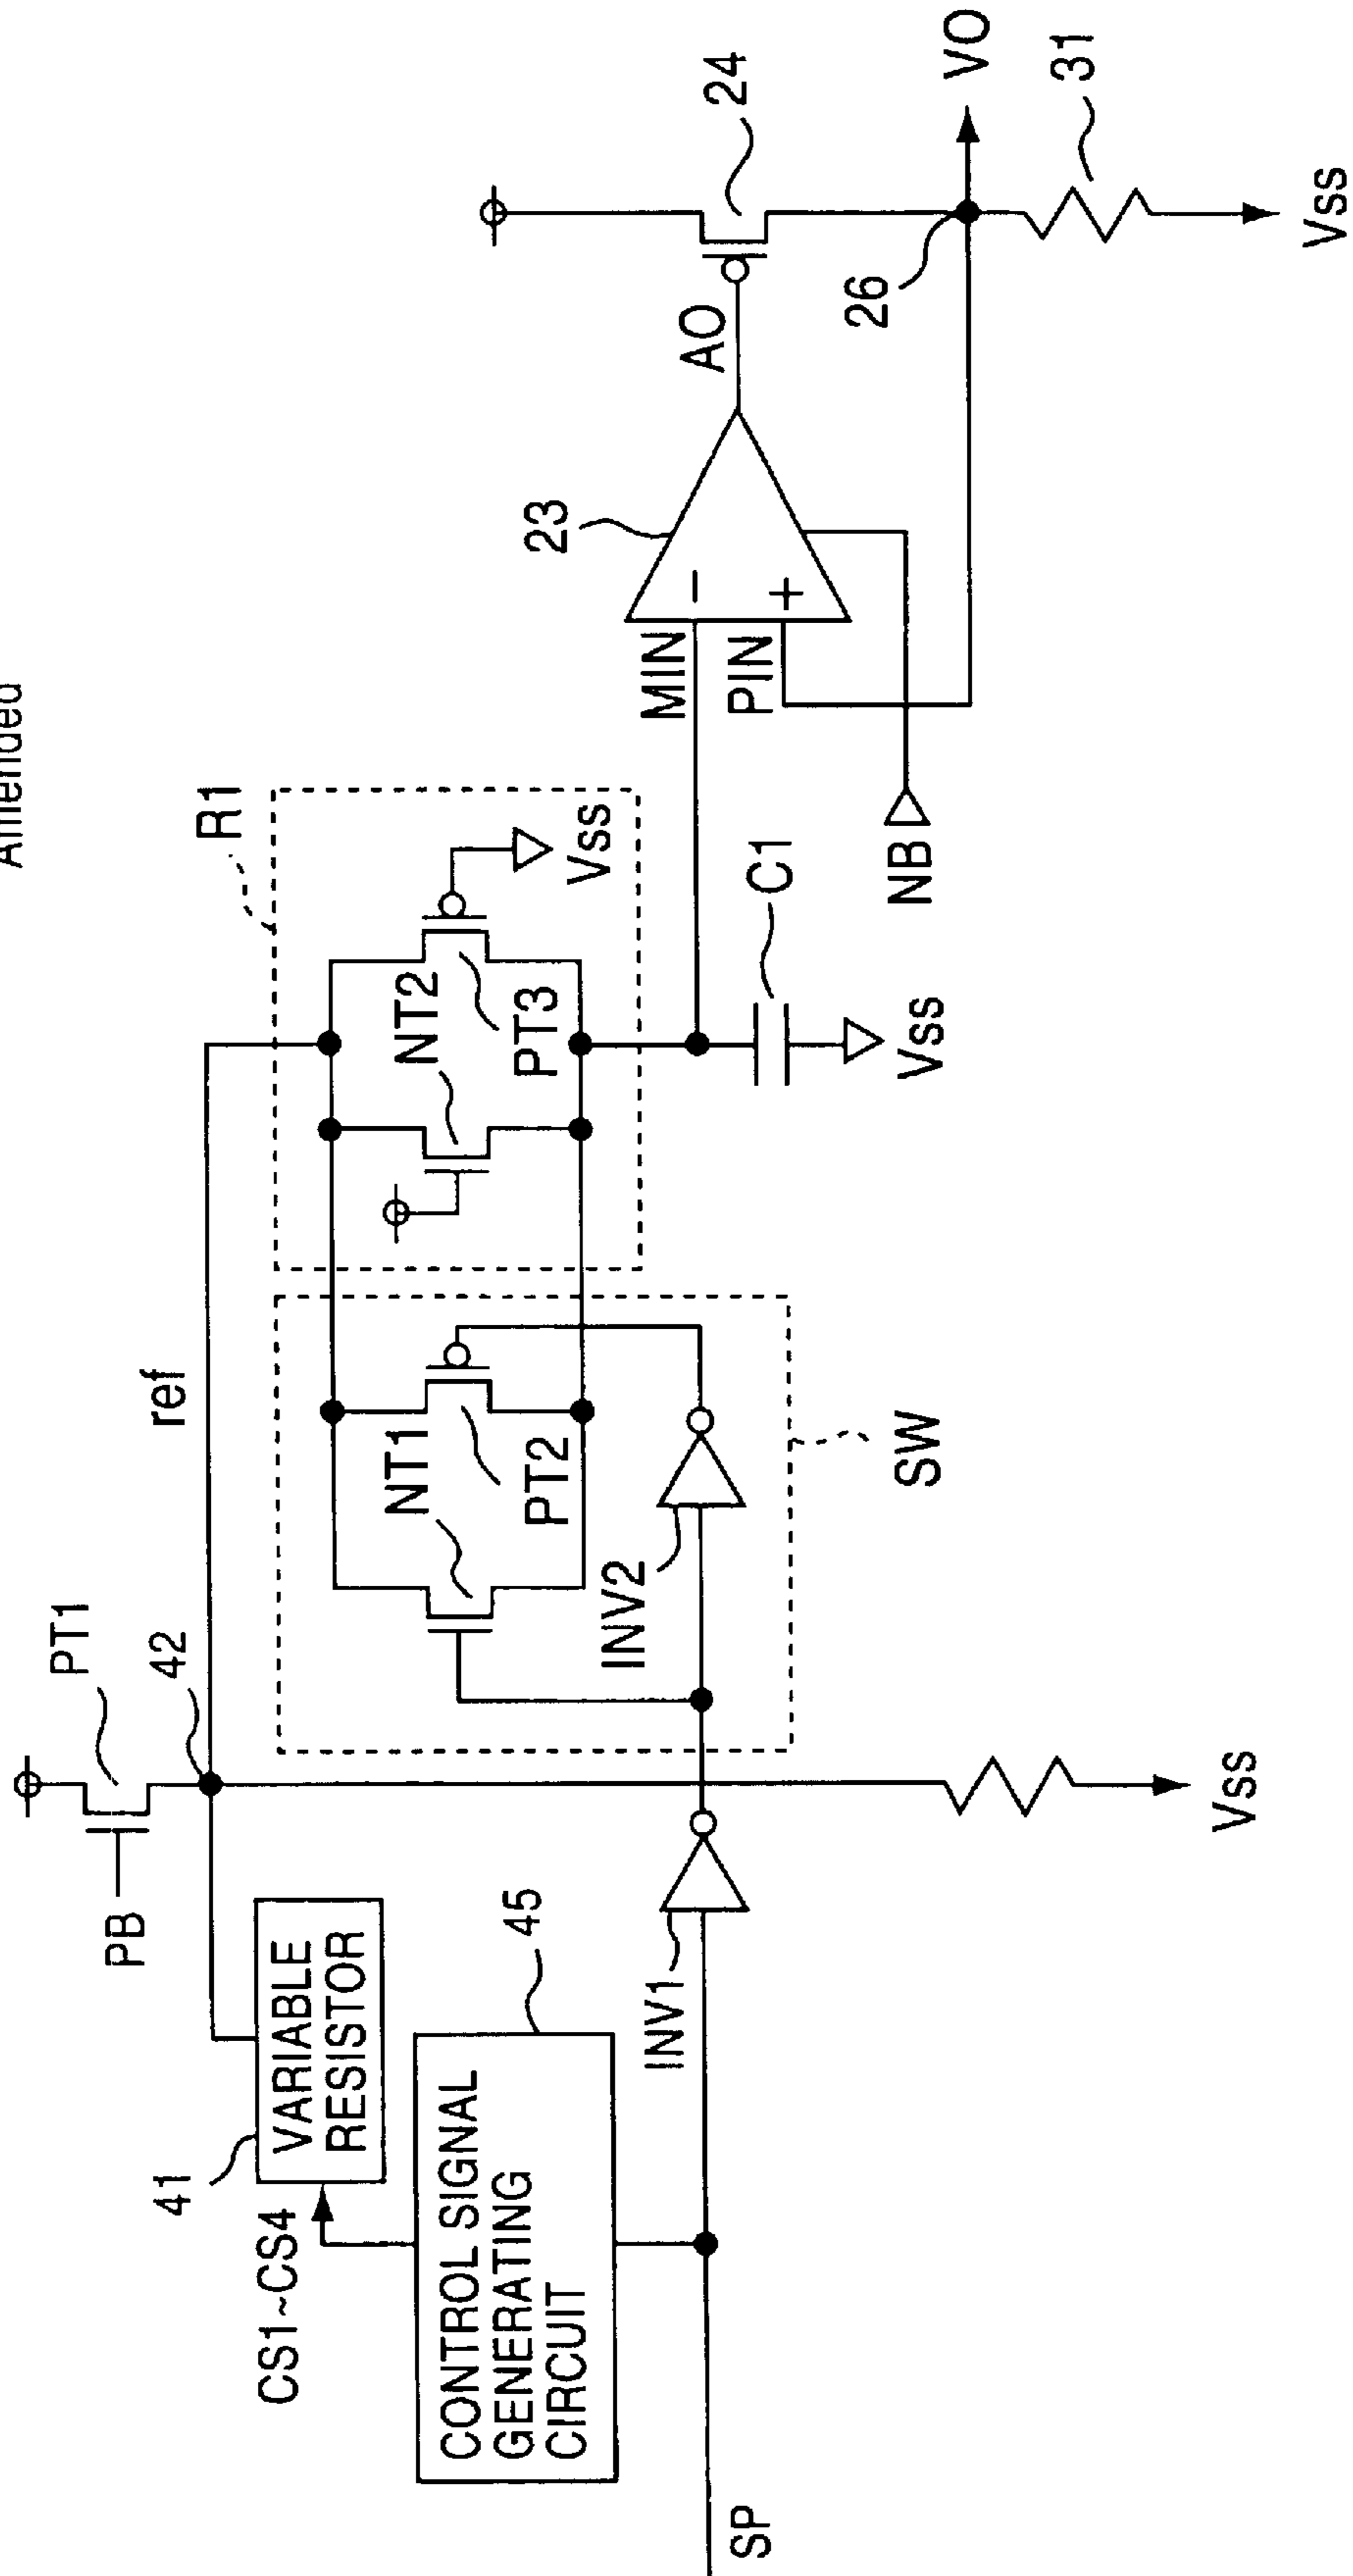 Amended
PT1
PB
42
ref
R1
41
VARIABLE
RESISTOR
CS1~CS4
45
CONTROL SIGNAL
GENERATING
CIRCUIT
SP
INV1
Vss
NT1
PT2
INV2
SW
NT2
PT3
Vss
C1
Vss
MIN
PIN
−
+
23
NB
AO
24
26
VO
31
Vss